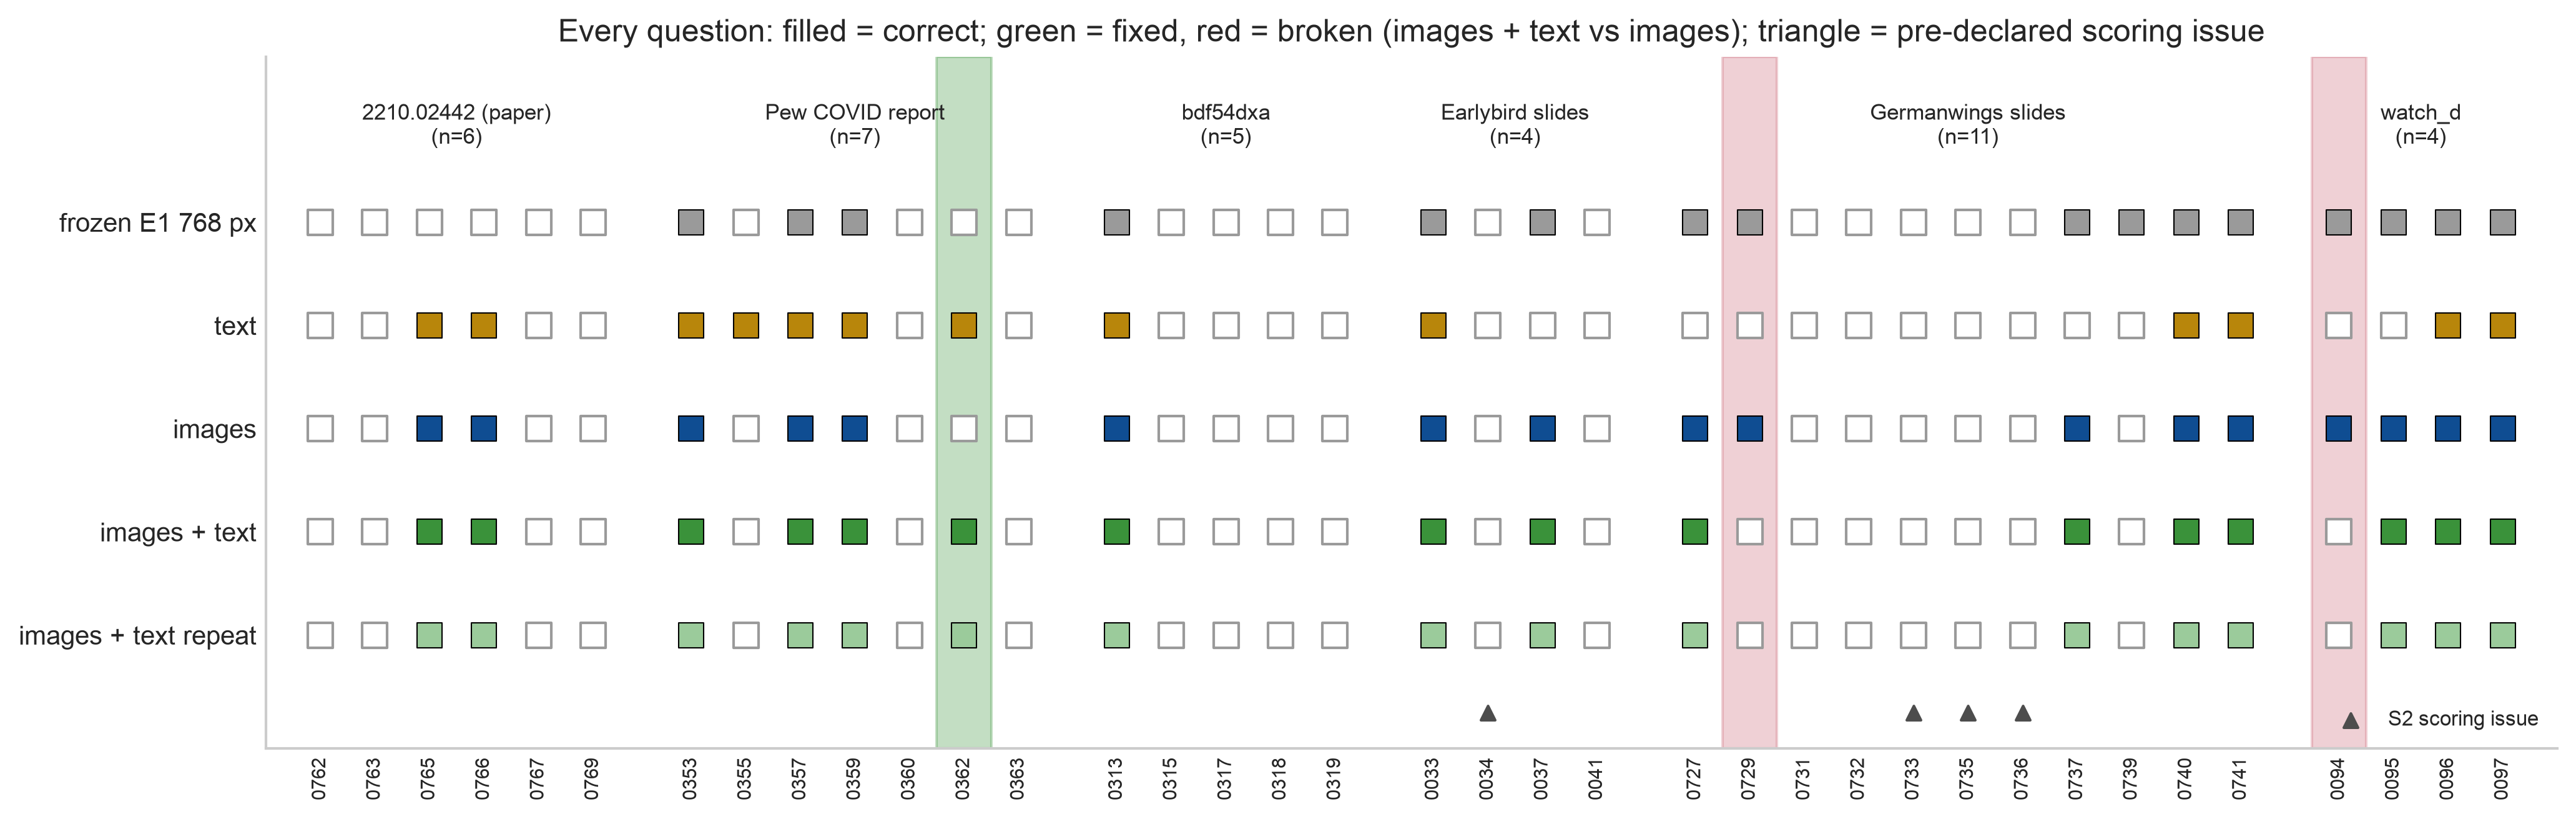 Every question: filled = correct; green = fixed, red = broken (images + text vs images); triangle = pre-declared scoring issue
2210.02442 (paper)
(n=6)
Pew COVID report
(n=7)
bdf54dxa
(n=5)
Earlybird slides
(n=4)
Germanwings slides
(n=11)
watch_d
(n=4)
frozen E1 768 px
text
images
images + text
images + text repeat
S2 scoring issue
0762
0763
0765
0766
0767
0769
0353
0355
0357
0359
0360
0362
0363
0313
0315
0317
0318
0319
0033
0034
0037
0041
0727
0729
0731
0732
0733
0735
0736
0737
0739
0740
0741
0094
0095
0096
0097